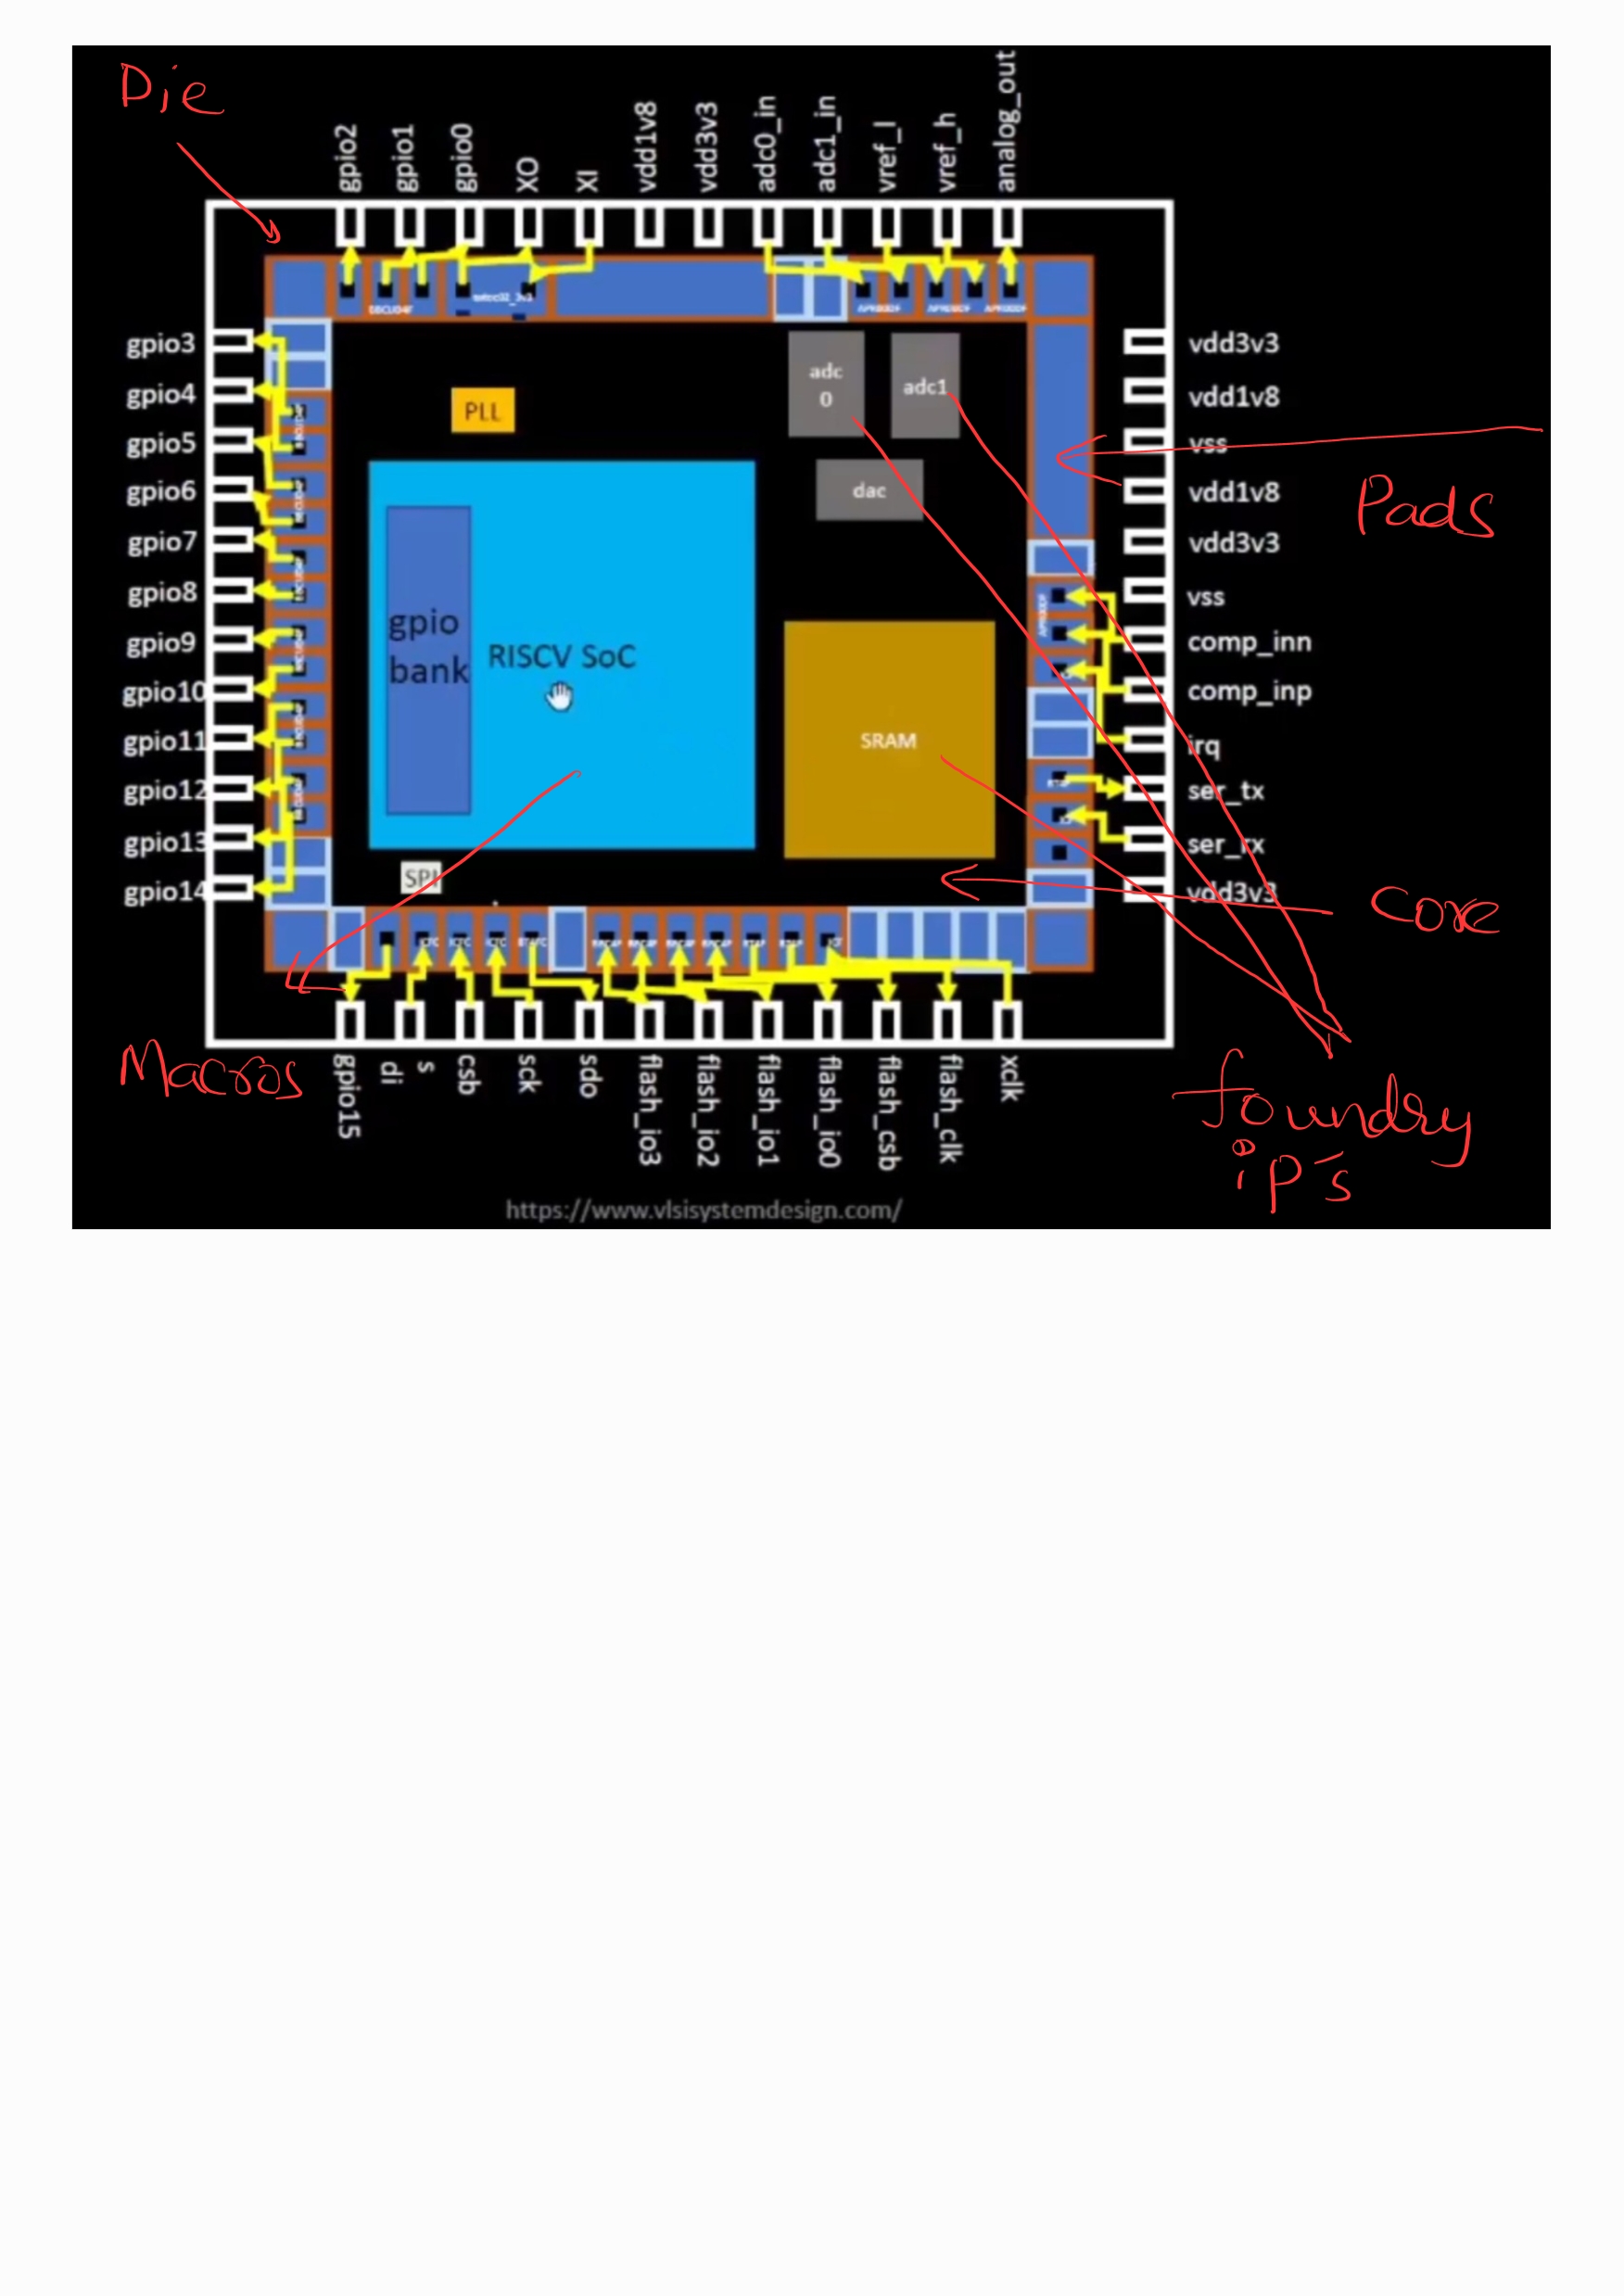 Die
gpio2
gpio1
gpio0
XO
XI
vdd1v8
vdd3v3
adc0_in
adc1_in
vref_l
vref_h
analog_out
gpio3
gpio4
gpio5
gpio6
gpio7
gpio8
gpio9
gpio10
gpio11
gpio12
gpio13
gpio14
PLL
adc
0
adc1
dac
gpio
bank
RISCV SoC
SRAM
SPI
vdd3v3
vdd1v8
vss
vdd1v8
vdd3v3
vss
comp_inn
comp_inp
irq
ser_tx
ser_rx
vdd3v3
Pads
Core
Macros
gpio15
di
s
csb
sck
sdo
flash_io3
flash_io2
flash_io1
flash_io0
flash_csb
flash_clk
xclk
foundry
ip's
https://www.vlsisystemdesign.com/